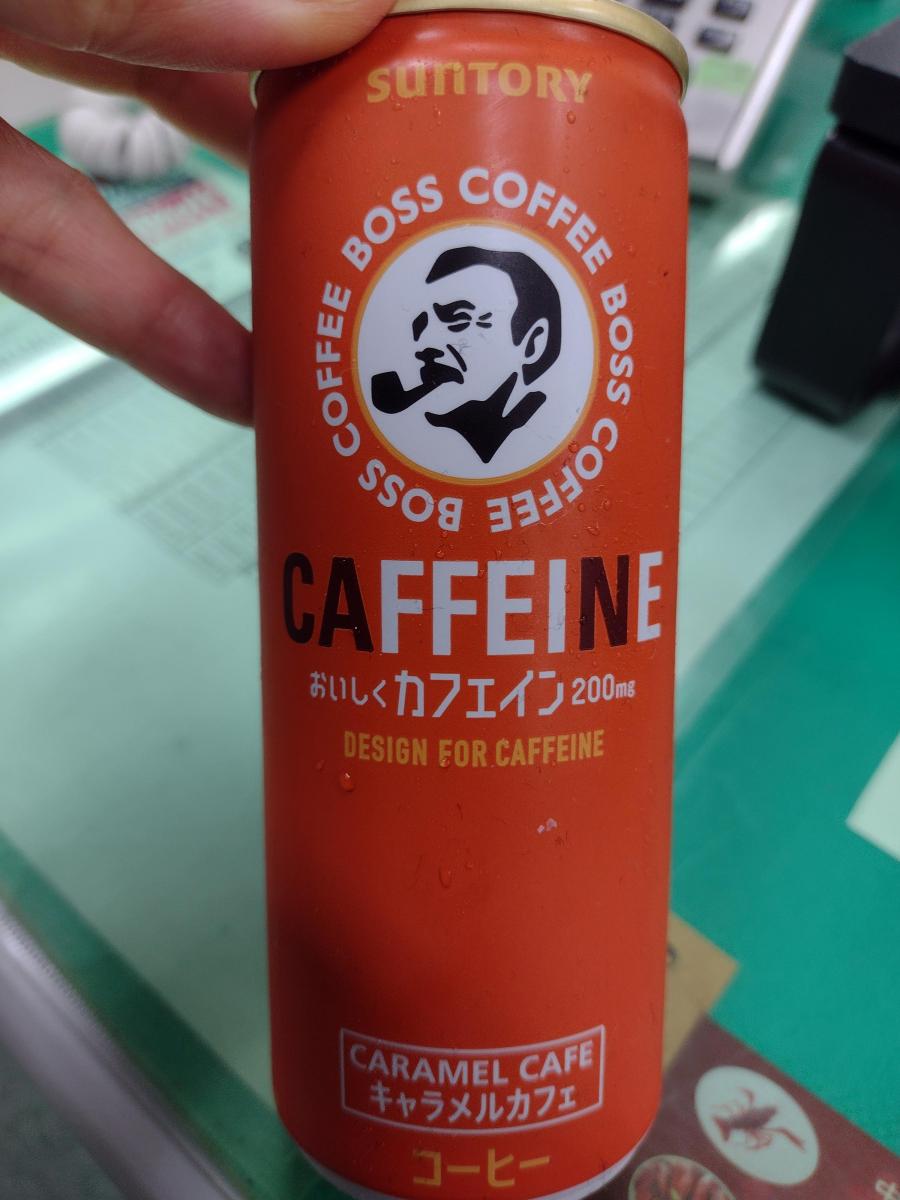 SUNTORY
BOSS COFFEE BOSS COFFEE BOSS COFFEE
CAFFEINE
おいしくカフェイン200mg
DESIGN FOR CAFFEINE
CARAMEL CAFE
キャラメルカフェ
コーヒー